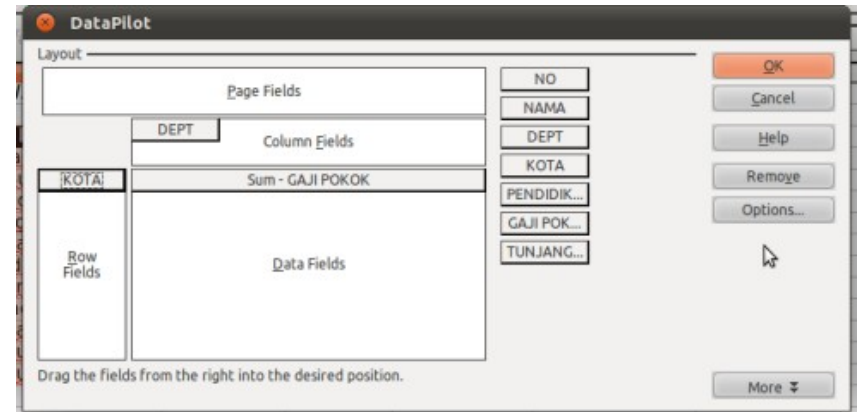 DataPilot
Layout
Page Fields
DEPT
Column Fields
KOTA
Sum - GAJI POKOK
Row
Fields
Data Fields
NO
NAMA
DEPT
KOTA
PENDIDIK...
GAJI POK...
TUNJANG...
OK
Cancel
Help
Remove
Options...
Drag the fields from the right into the desired position.
More